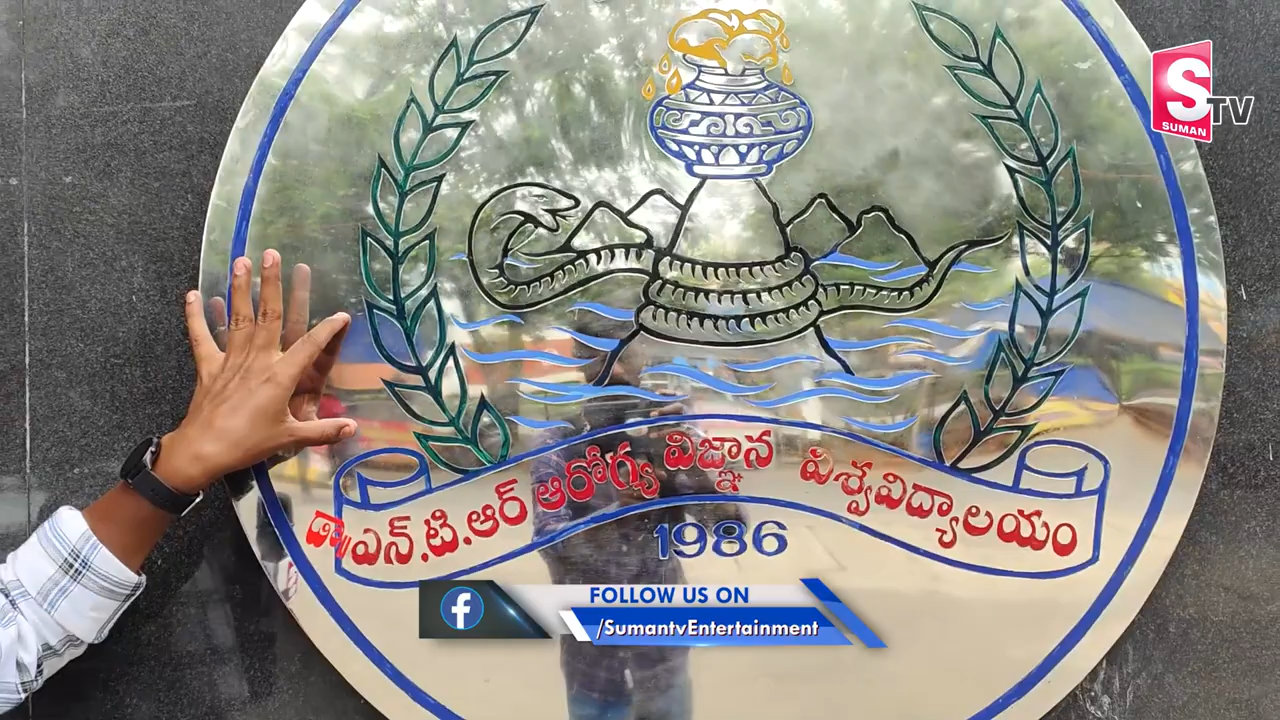 S
TV
SUMAN
డా॥ఎన్.టి.ఆర్ ఆరోగ్య విజ్ఞాన విశ్వవిద్యాలయం
1986
FOLLOW US ON
/SumantvEntertainment